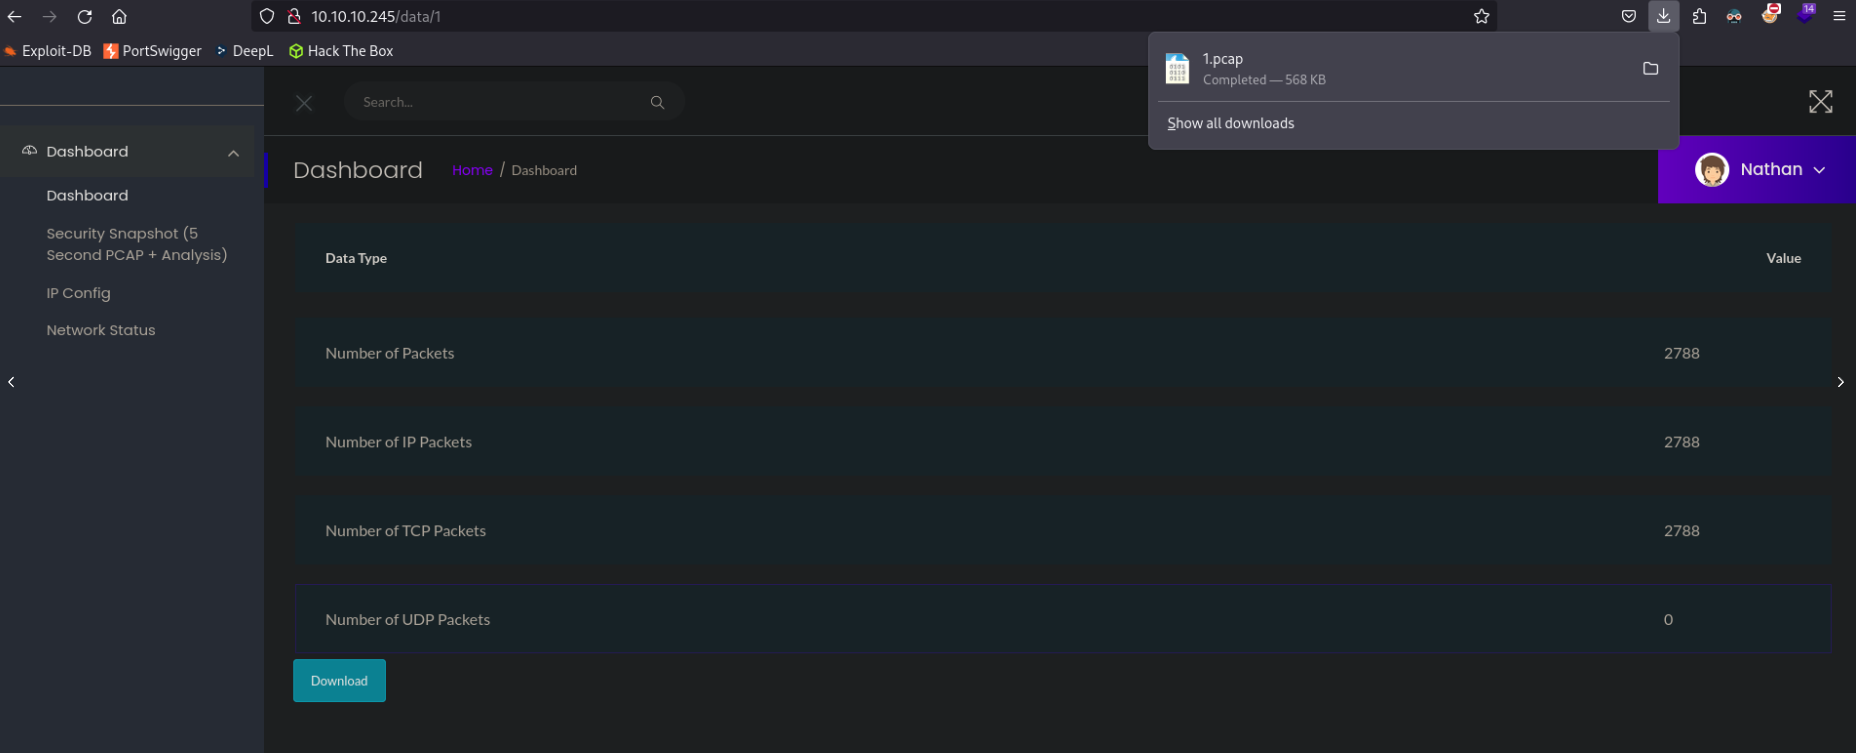 10.10.10.245/data/1
14
Exploit-DB PortSwigger DeepL Hack The Box
1.pcap
Completed — 568 KB
Show all downloads
Search...
Dashboard
Dashboard
Security Snapshot (5
Second PCAP + Analysis)
IP Config
Network Status
Dashboard Home / Dashboard
Nathan
Data Type Value
Number of Packets 2788
Number of IP Packets 2788
Number of TCP Packets 2788
Number of UDP Packets 0
Download